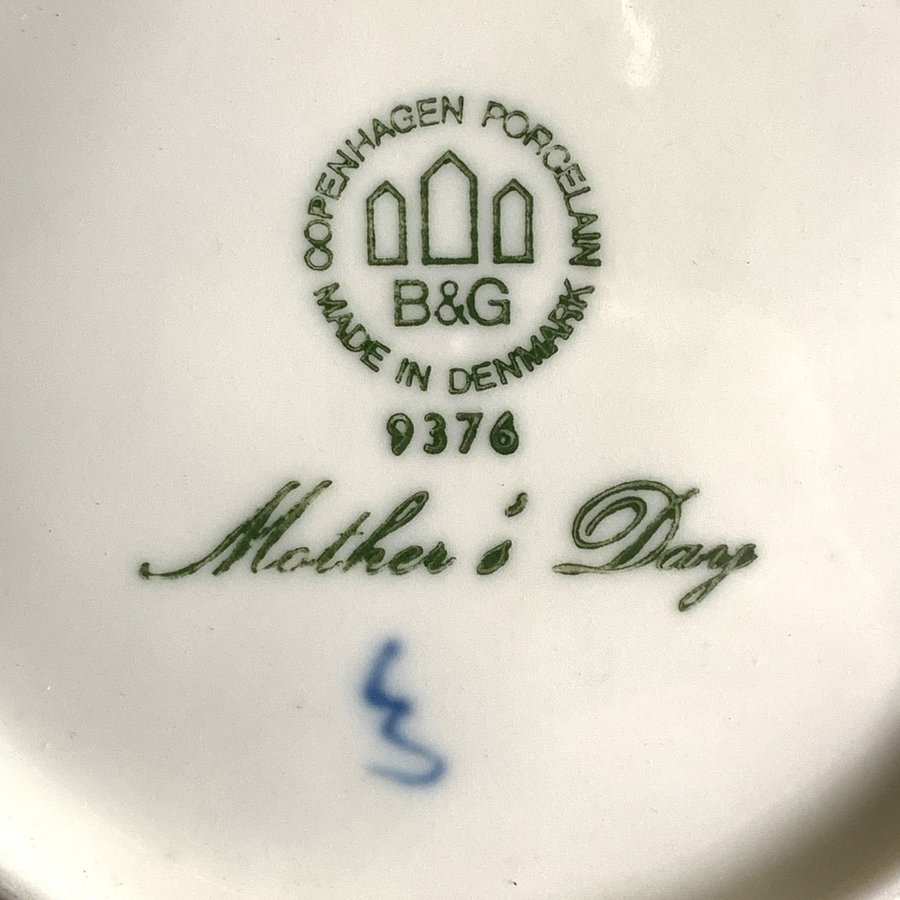 COPENHAGEN PORCELAIN
B&G
MADE IN DENMARK
9376
Mother's Day